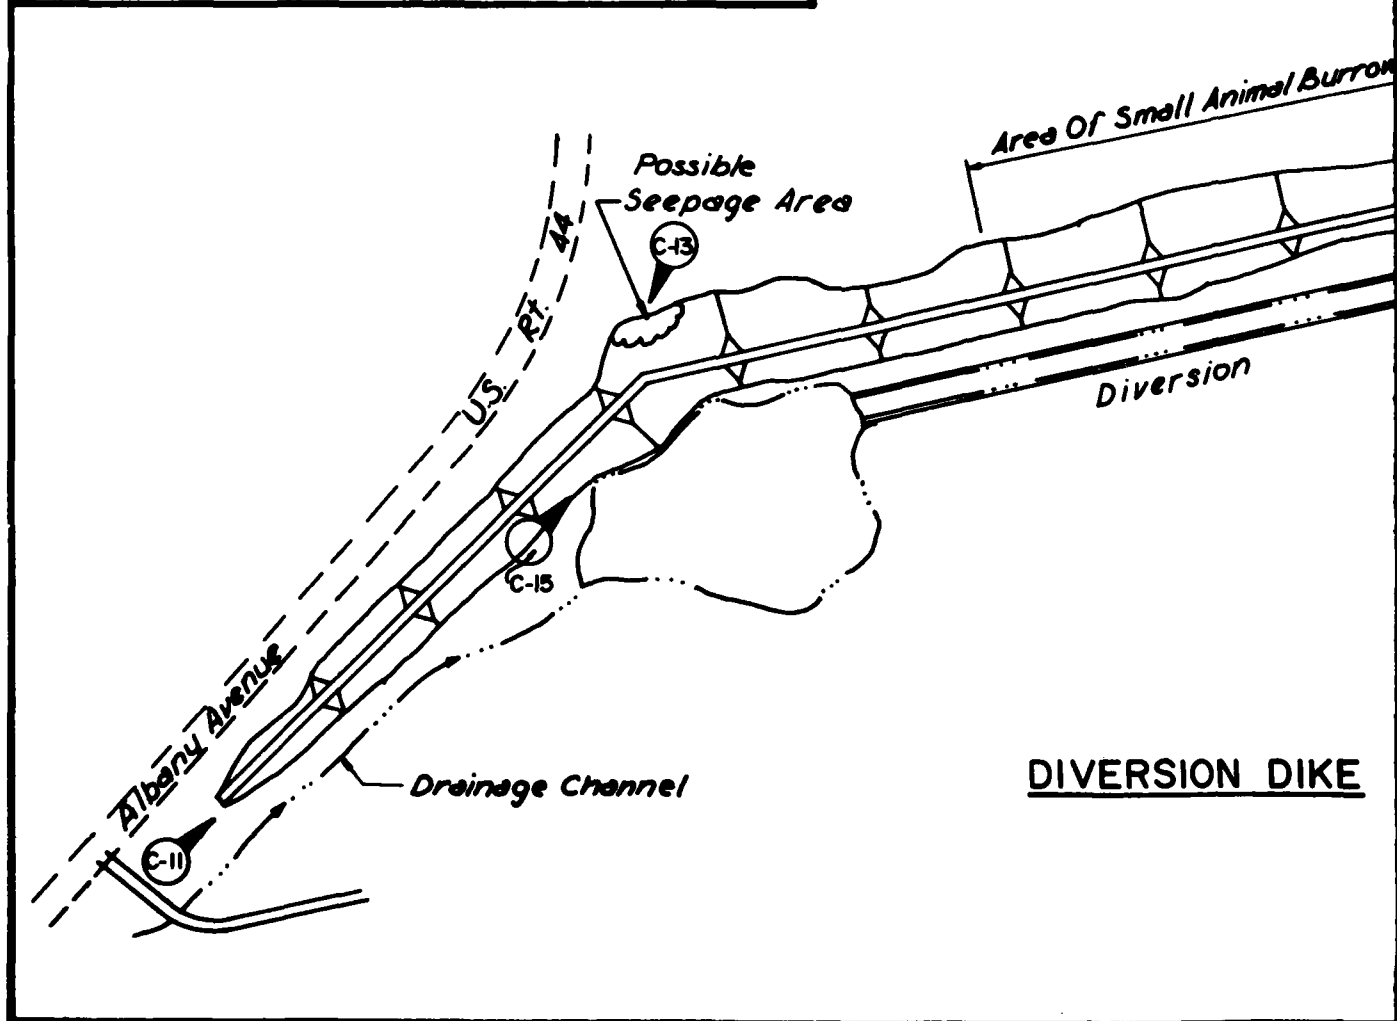 Area Of Small Animal Burrow
Possible
Seepage Area
C-13
U.S. Rt. 44
Diversion
C-15
Albany Avenue
Drainage Channel
DIVERSION DIKE
C-11